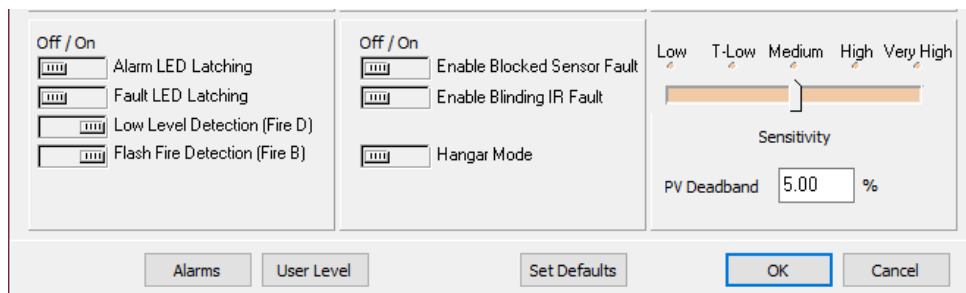 Off / On
Alarm LED Latching
Fault LED Latching
Low Level Detection (Fire D)
Flash Fire Detection (Fire B)
Off / On
Enable Blocked Sensor Fault
Enable Blinding IR Fault
Hangar Mode
Low T-Low Medium High Very High
Sensitivity
PV Deadband 5.00 %
Alarms User Level Set Defaults OK Cancel